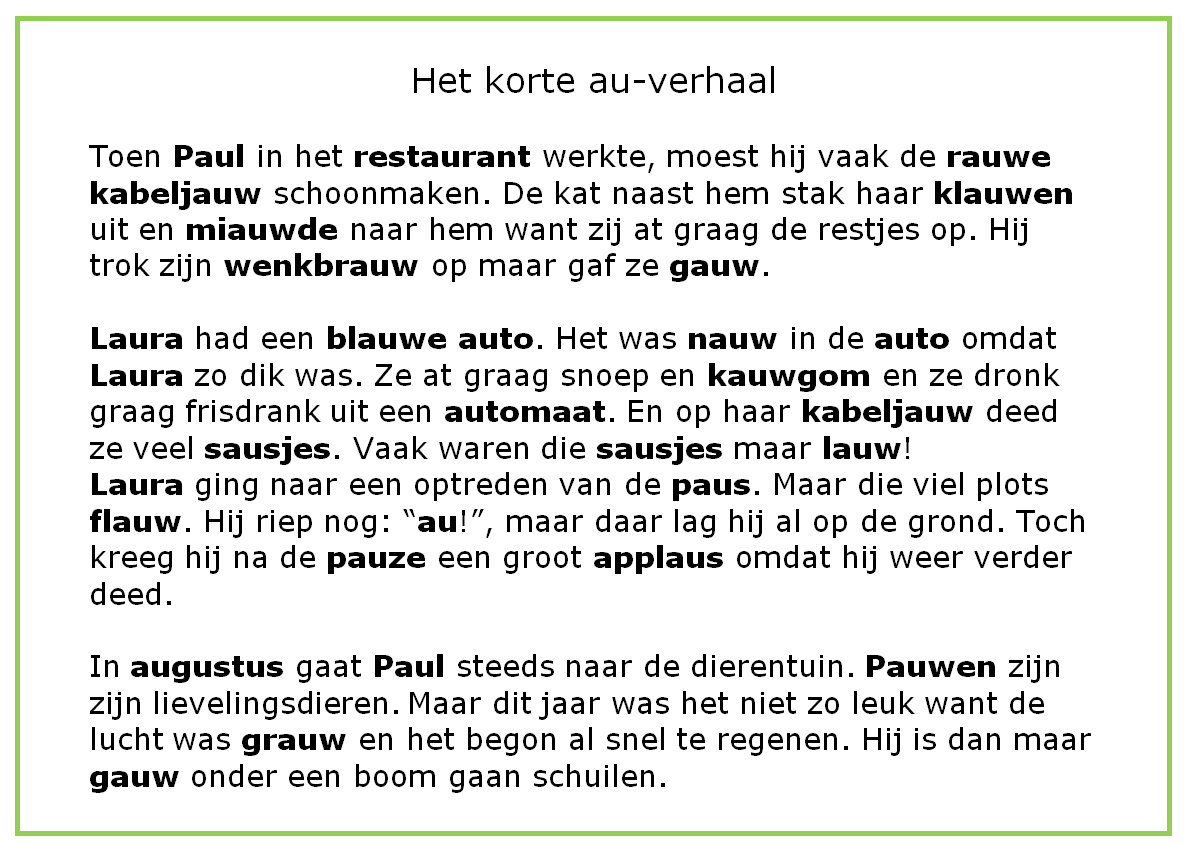 Het korte au-verhaal
Toen Paul in het restaurant werkte, moest hij vaak de rauwe
kabeljauw schoonmaken. De kat naast hem stak haar klauwen
uit en miauwde naar hem want zij at graag de restjes op. Hij
trok zijn wenkbrauw op maar gaf ze gauw.
Laura had een blauwe auto. Het was nauw in de auto omdat
Laura zo dik was. Ze at graag snoep en kauwgom en ze dronk
graag frisdrank uit een automaat. En op haar kabeljauw deed
ze veel sausjes. Vaak waren die sausjes maar lauw!
Laura ging naar een optreden van de paus. Maar die viel plots
flauw. Hij riep nog: “au!”, maar daar lag hij al op de grond. Toch
kreeg hij na de pauze een groot applaus omdat hij weer verder
deed.
In augustus gaat Paul steeds naar de dierentuin. Pauwen zijn
zijn lievelingsdieren. Maar dit jaar was het niet zo leuk want de
lucht was grauw en het begon al snel te regenen. Hij is dan maar
gauw onder een boom gaan schuilen.